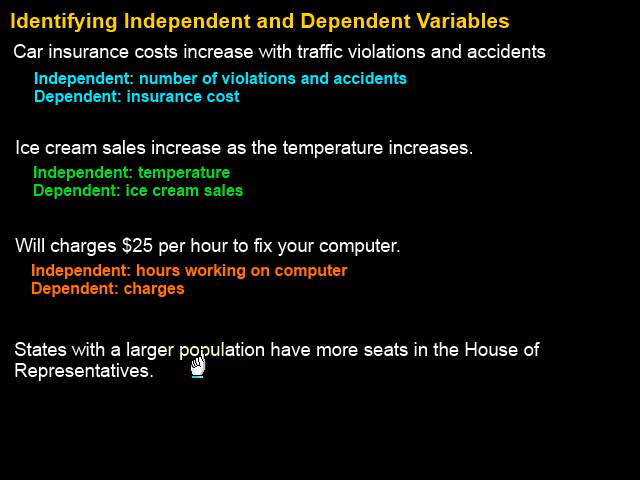 Identifying Independent and Dependent Variables
Car insurance costs increase with traffic violations and accidents
Independent: number of violations and accidents
Dependent: insurance cost
Ice cream sales increase as the temperature increases.
Independent: temperature
Dependent: ice cream sales
Will charges $25 per hour to fix your computer.
Independent: hours working on computer
Dependent: charges
States with a larger population have more seats in the House of
Representatives.